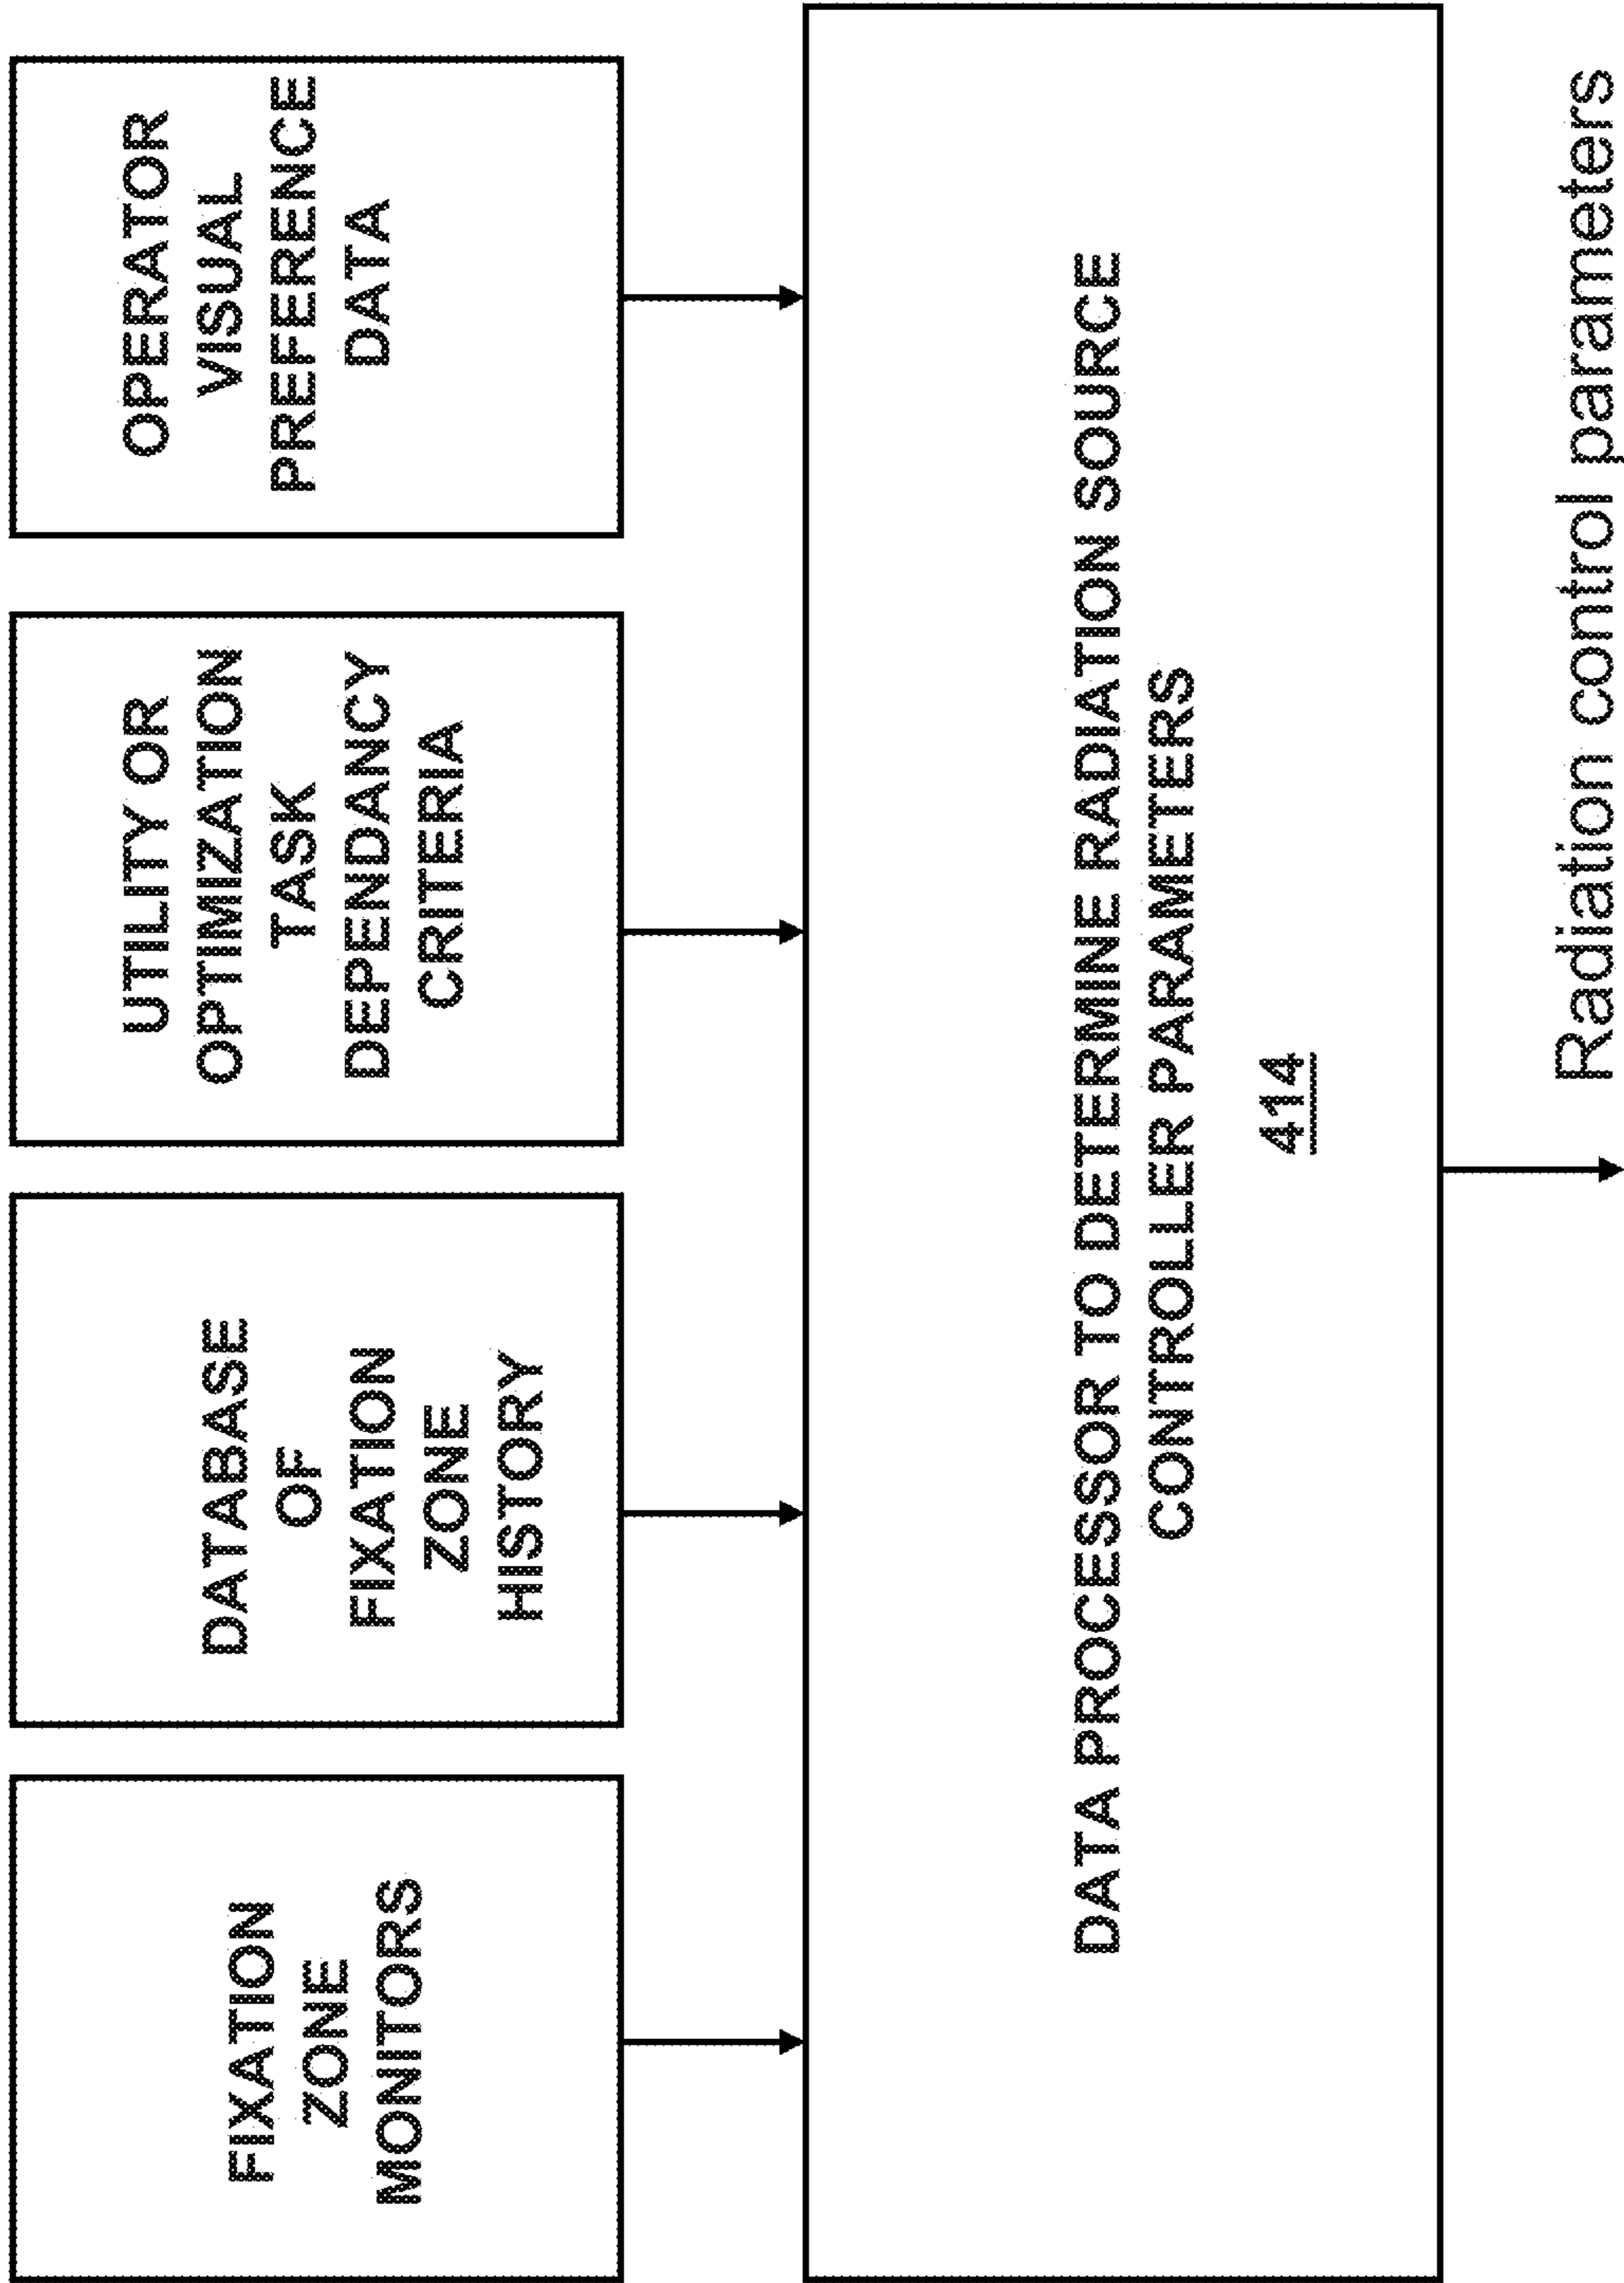 FIXATION
ZONE
MONITORS
DATABASE
OF
FIXATION
ZONE
HISTORY
UTILITY OR
OPTIMIZATION
TASK
DEPENDANCY
CRITERIA
OPERATOR
VISUAL
PREFERENCE
DATA
DATA PROCESSOR TO DETERMINE RADIATION SOURCE
CONTROLLER PARAMETERS
414
Radiation control parameters